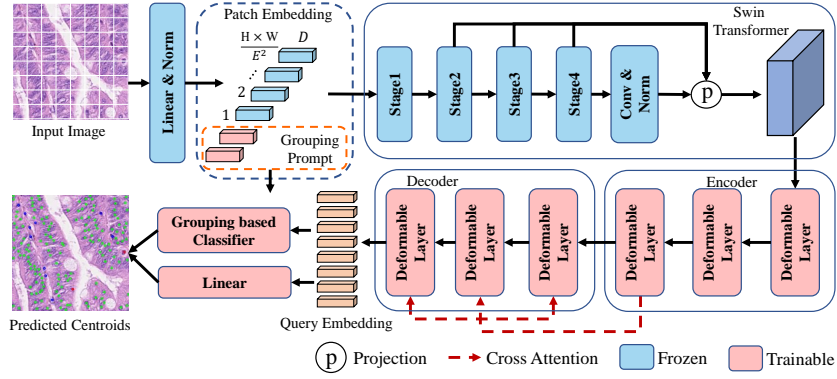 Patch Embedding
Swin
Transformer
H × W
E²
D
Linear & Norm
2
1
Grouping
Prompt
Input Image
Stage1
Stage2
Stage3
Stage4
Conv &
Norm
p
Decoder
Encoder
Grouping based
Classifier
Linear
Deformable
Layer
Deformable
Layer
Deformable
Layer
Deformable
Layer
Deformable
Layer
Deformable
Layer
Predicted Centroids
Query Embedding
p Projection
Cross Attention
Frozen
Trainable